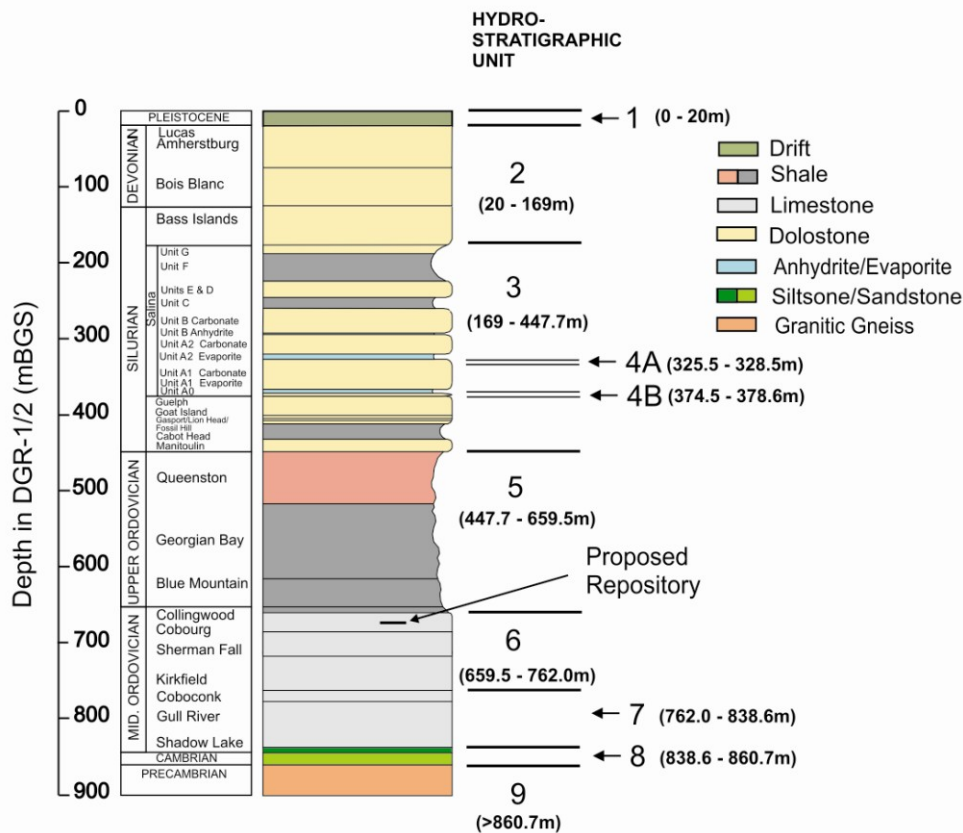 HYDRO-
STRATIGRAPHIC
UNIT
Depth in DGR-1/2 (mBGS)
0
100
200
300
400
500
600
700
800
900
PLEISTOCENE
DEVONIAN
Lucas
Amherstburg
Bois Blanc
SILURIAN
Bass Islands
Salina
Unit G
Unit F
Units E & D
Unit C
Unit B Carbonate
Unit B Anhydrite
Unit A2 Carbonate
Unit A2 Evaporite
Unit A1 Carbonate
Unit A1 Evaporite
Unit A0
Guelph
Goat Island
Gasport/Lion Head/
Fossil Hill
Cabot Head
Manitoulin
UPPER ORDOVICIAN
Queenston
Georgian Bay
Blue Mountain
MID. ORDOVICIAN
Collingwood
Cobourg
Sherman Fall
Kirkfield
Coboconk
Gull River
Shadow Lake
CAMBRIAN
PRECAMBRIAN
1 (0 - 20m)
2
(20 - 169m)
3
(169 - 447.7m)
4A (325.5 - 328.5m)
4B (374.5 - 378.6m)
5
(447.7 - 659.5m)
Proposed
Repository
6
(659.5 - 762.0m)
7 (762.0 - 838.6m)
8 (838.6 - 860.7m)
9
(>860.7m)
Drift
Shale
Limestone
Dolostone
Anhydrite/Evaporite
Siltsone/Sandstone
Granitic Gneiss